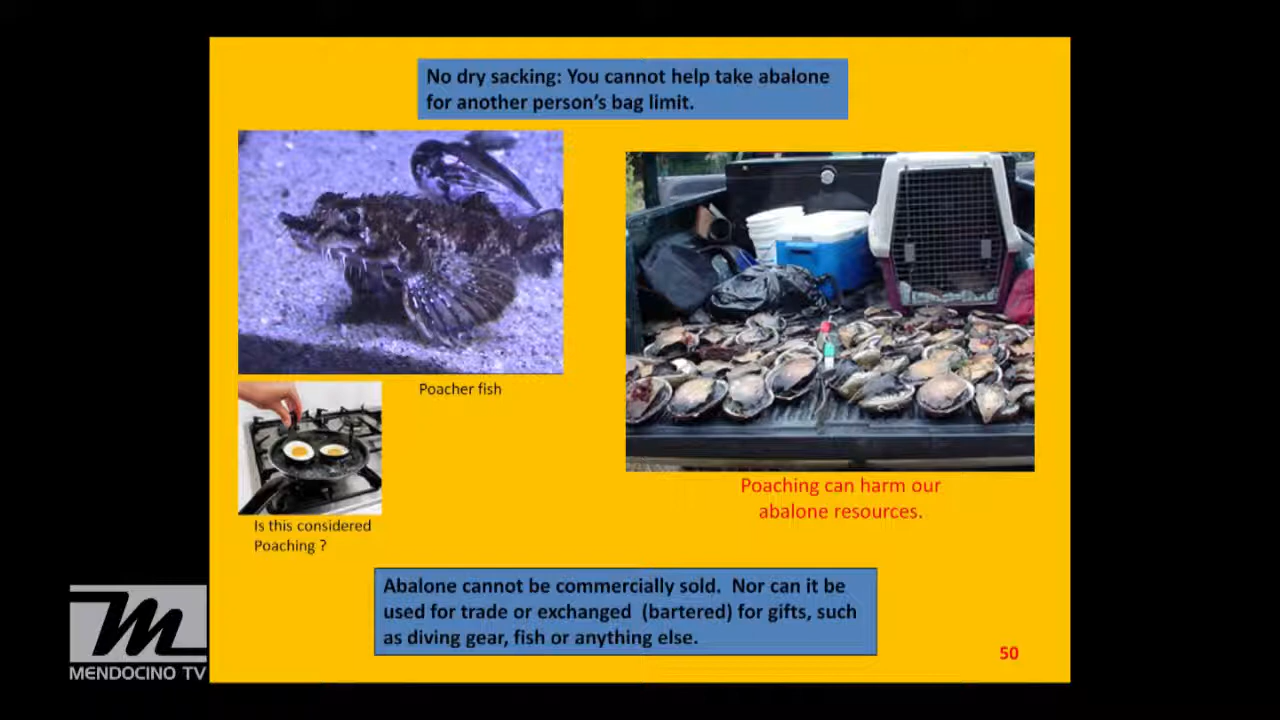 No dry sacking: You cannot help take abalone
for another person's bag limit.
Poacher fish
Is this considered
Poaching ?
Poaching can harm our
abalone resources.
Abalone cannot be commercially sold.  Nor can it be
used for trade or exchanged  (bartered) for gifts, such
as diving gear, fish or anything else.
50
M
MENDOCINO TV